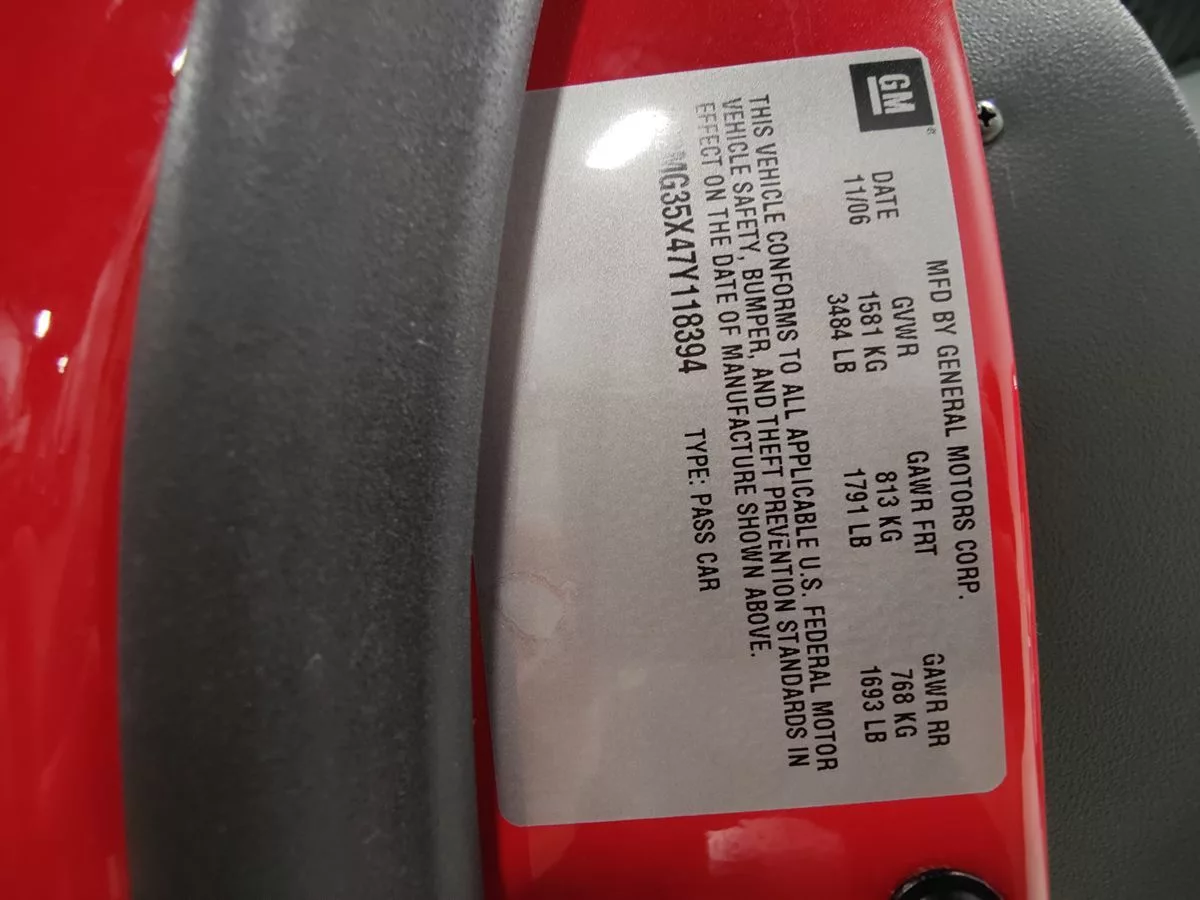 GM
MFD BY GENERAL MOTORS CORP.
DATE GVWR GAWR FRT GAWR RR
11/06 1581 KG 813 KG 768 KG
3484 LB 1791 LB 1693 LB
THIS VEHICLE CONFORMS TO ALL APPLICABLE U.S. FEDERAL MOTOR
VEHICLE SAFETY, BUMPER, AND THEFT PREVENTION STANDARDS IN
EFFECT ON THE DATE OF MANUFACTURE SHOWN ABOVE.
MG35X47Y118394 TYPE: PASS CAR